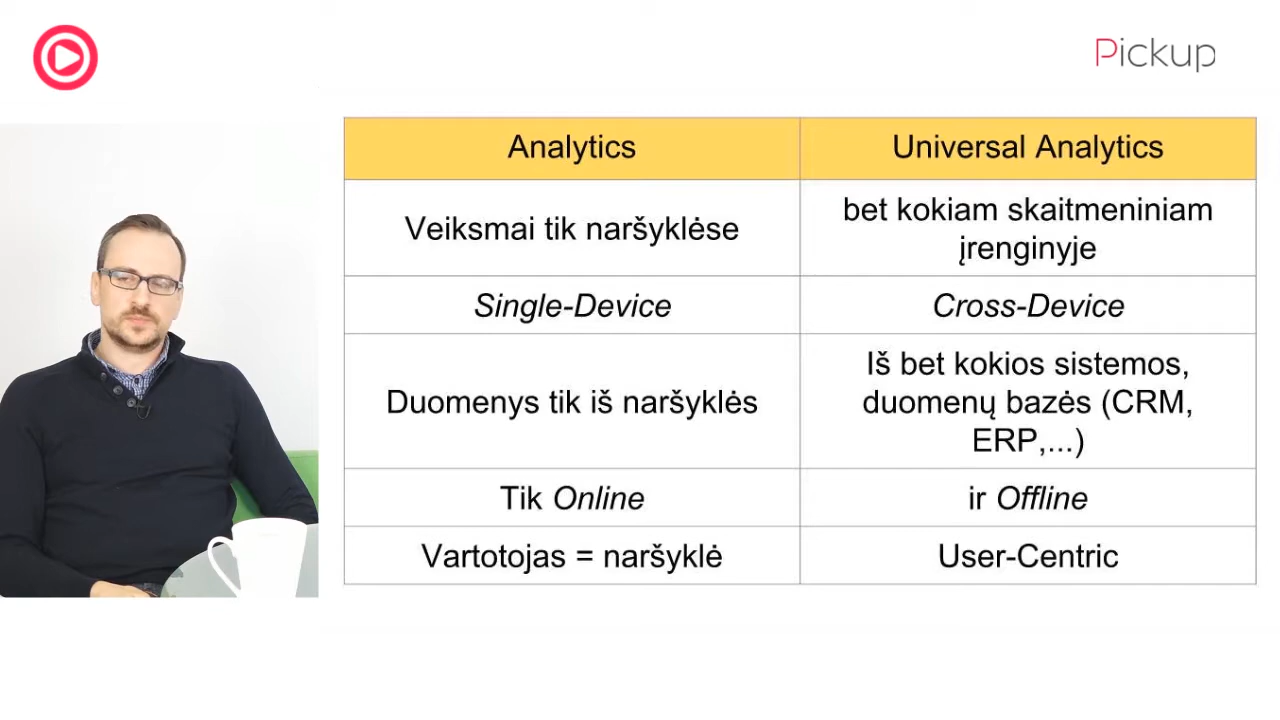 Pickup
Analytics
Universal Analytics
Veiksmai tik naršyklėse
bet kokiam skaitmeniniam
įrenginyje
Single-Device
Cross-Device
Duomenys tik iš naršyklės
Iš bet kokios sistemos,
duomenų bazės (CRM,
ERP,...)
Tik Online
ir Offline
Vartotojas = naršyklė
User-Centric